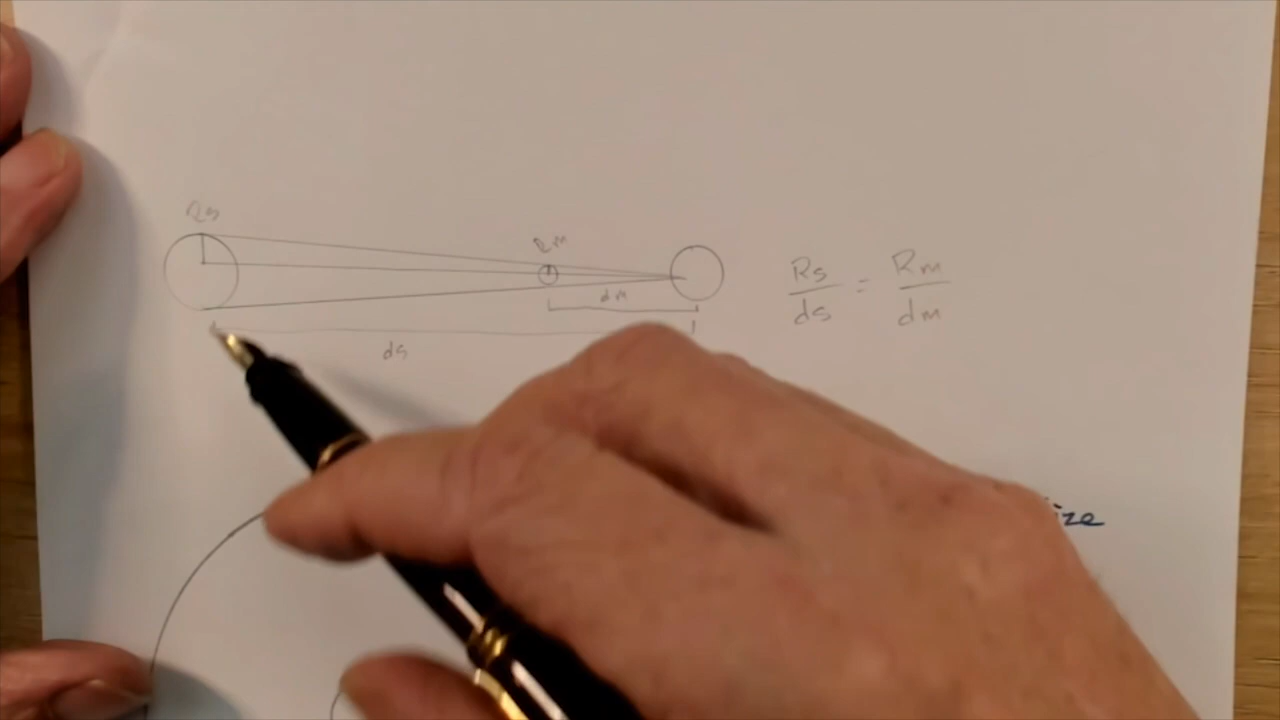 Rs
Rm
dm
ds
Rs/ds = Rm/dm